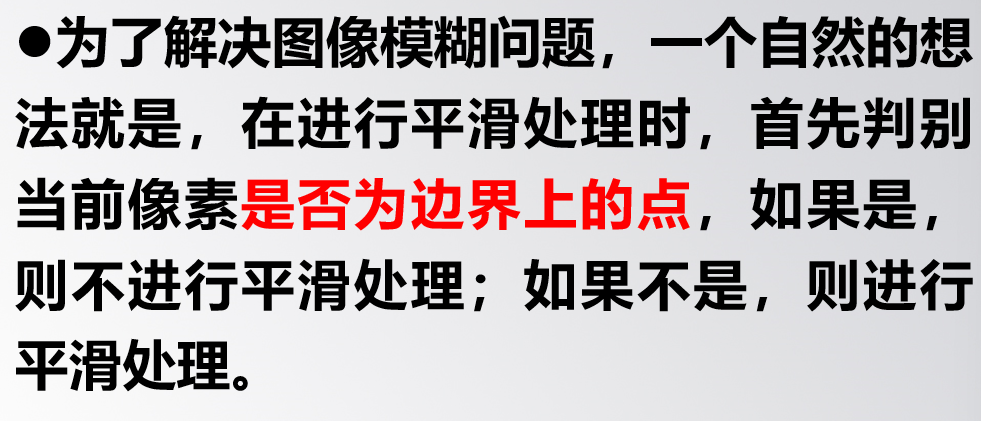 ●为了解决图像模糊问题，一个自然的想
法就是，在进行平滑处理时，首先判别
当前像素是否为边界上的点，如果是，
则不进行平滑处理；如果不是，则进行
平滑处理。